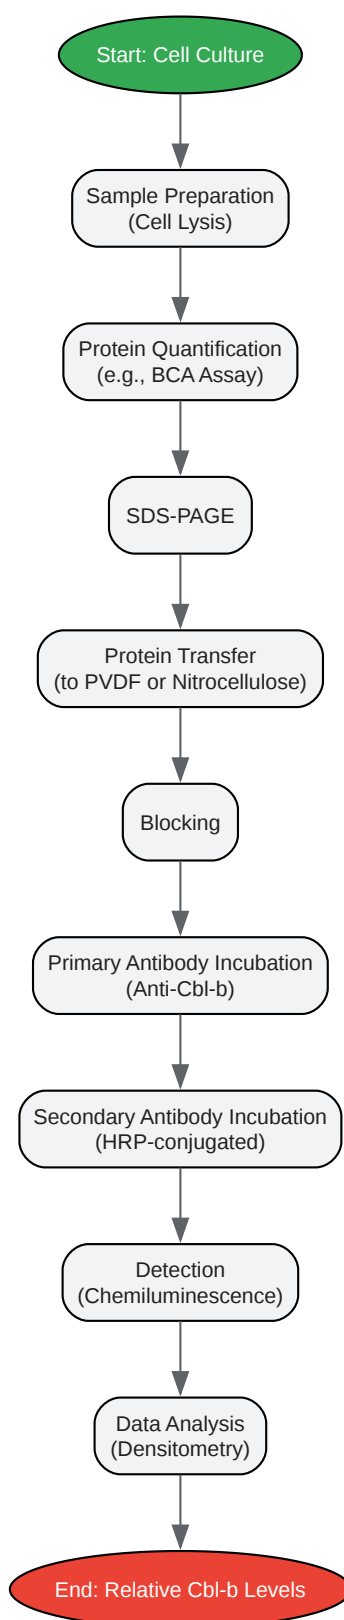 Start: Cell Culture
Sample Preparation
(Cell Lysis)
Protein Quantification
(e.g., BCA Assay)
SDS-PAGE
Protein Transfer
(to PVDF or Nitrocellulose)
Blocking
Primary Antibody Incubation
(Anti-Cbl-b)
Secondary Antibody Incubation
(HRP-conjugated)
Detection
(Chemiluminescence)
Data Analysis
(Densitometry)
End: Relative Cbl-b Levels